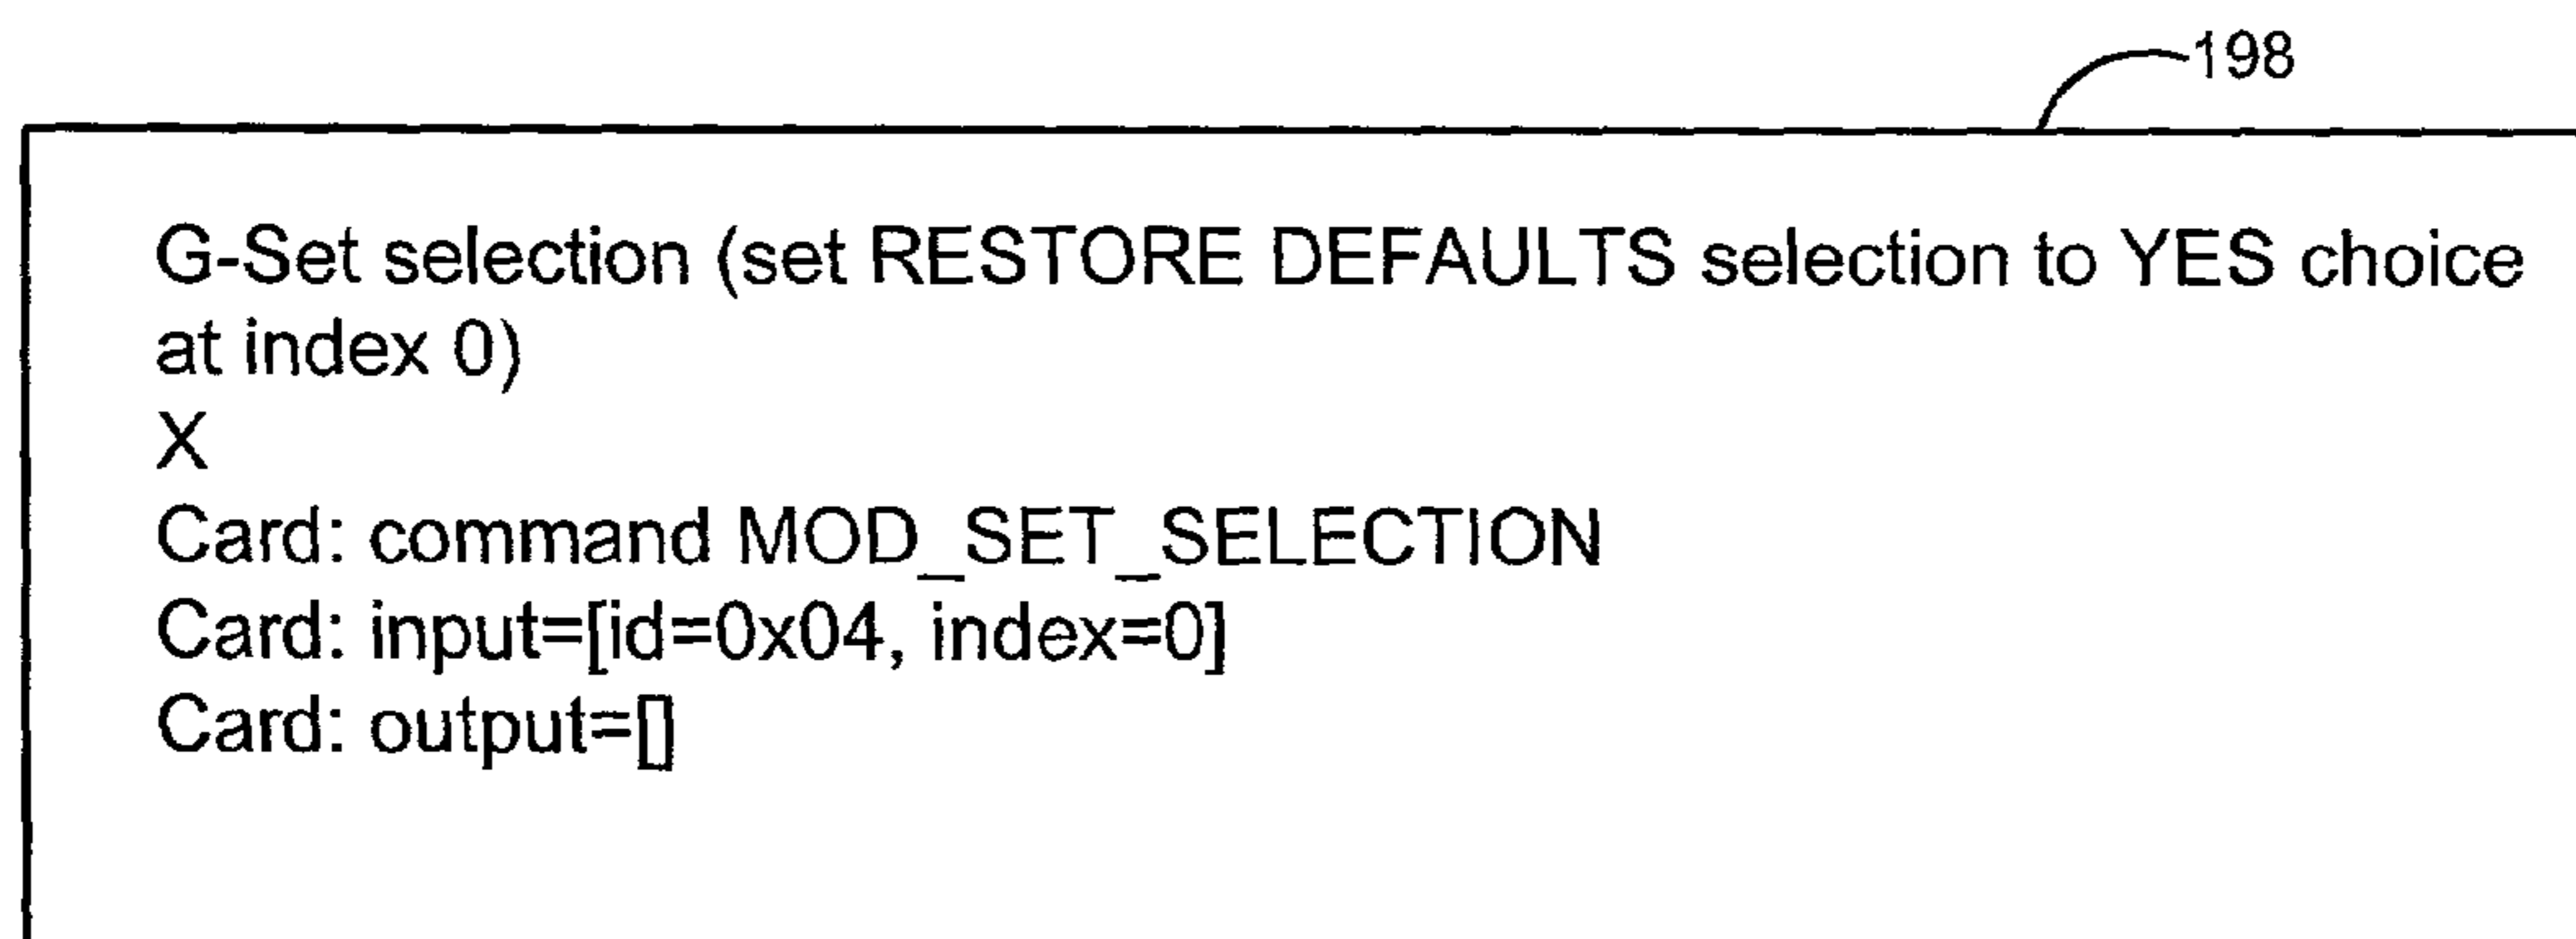 198
G-Set selection (set RESTORE DEFAULTS selection to YES choice
at index 0)
X
Card: command MOD_SET_SELECTION
Card: input=[id=0x04, index=0]
Card: output=[]